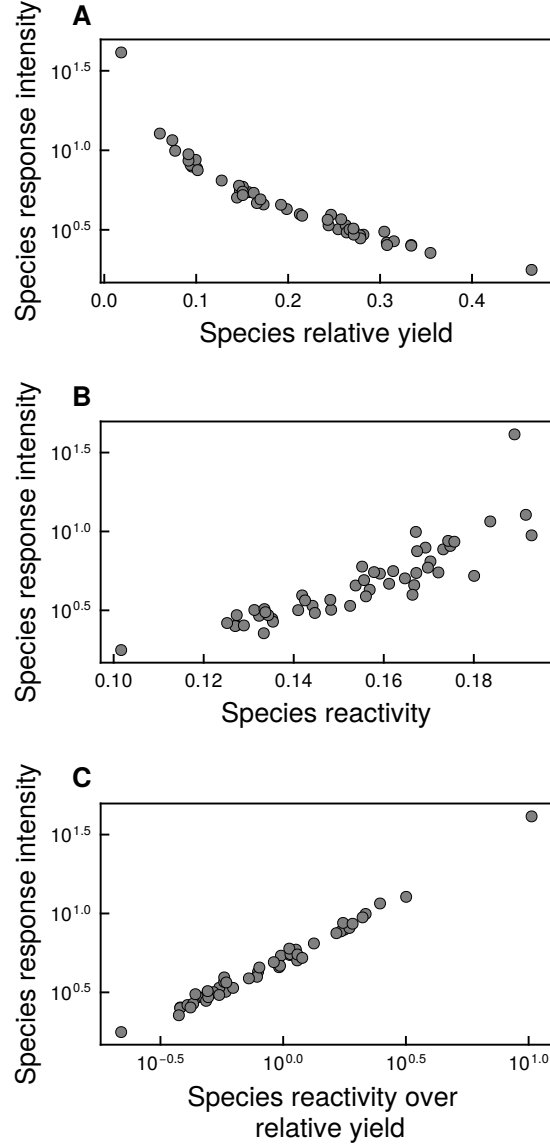 A
Species response intensity
10^1.5
10^1.0
10^0.5
0.0 0.1 0.2 0.3 0.4
Species relative yield
B
Species response intensity
10^1.5
10^1.0
10^0.5
0.10 0.12 0.14 0.16 0.18
Species reactivity
C
Species response intensity
10^1.5
10^1.0
10^0.5
10^−0.5 10^0.0 10^0.5 10^1.0
Species reactivity over
relative yield